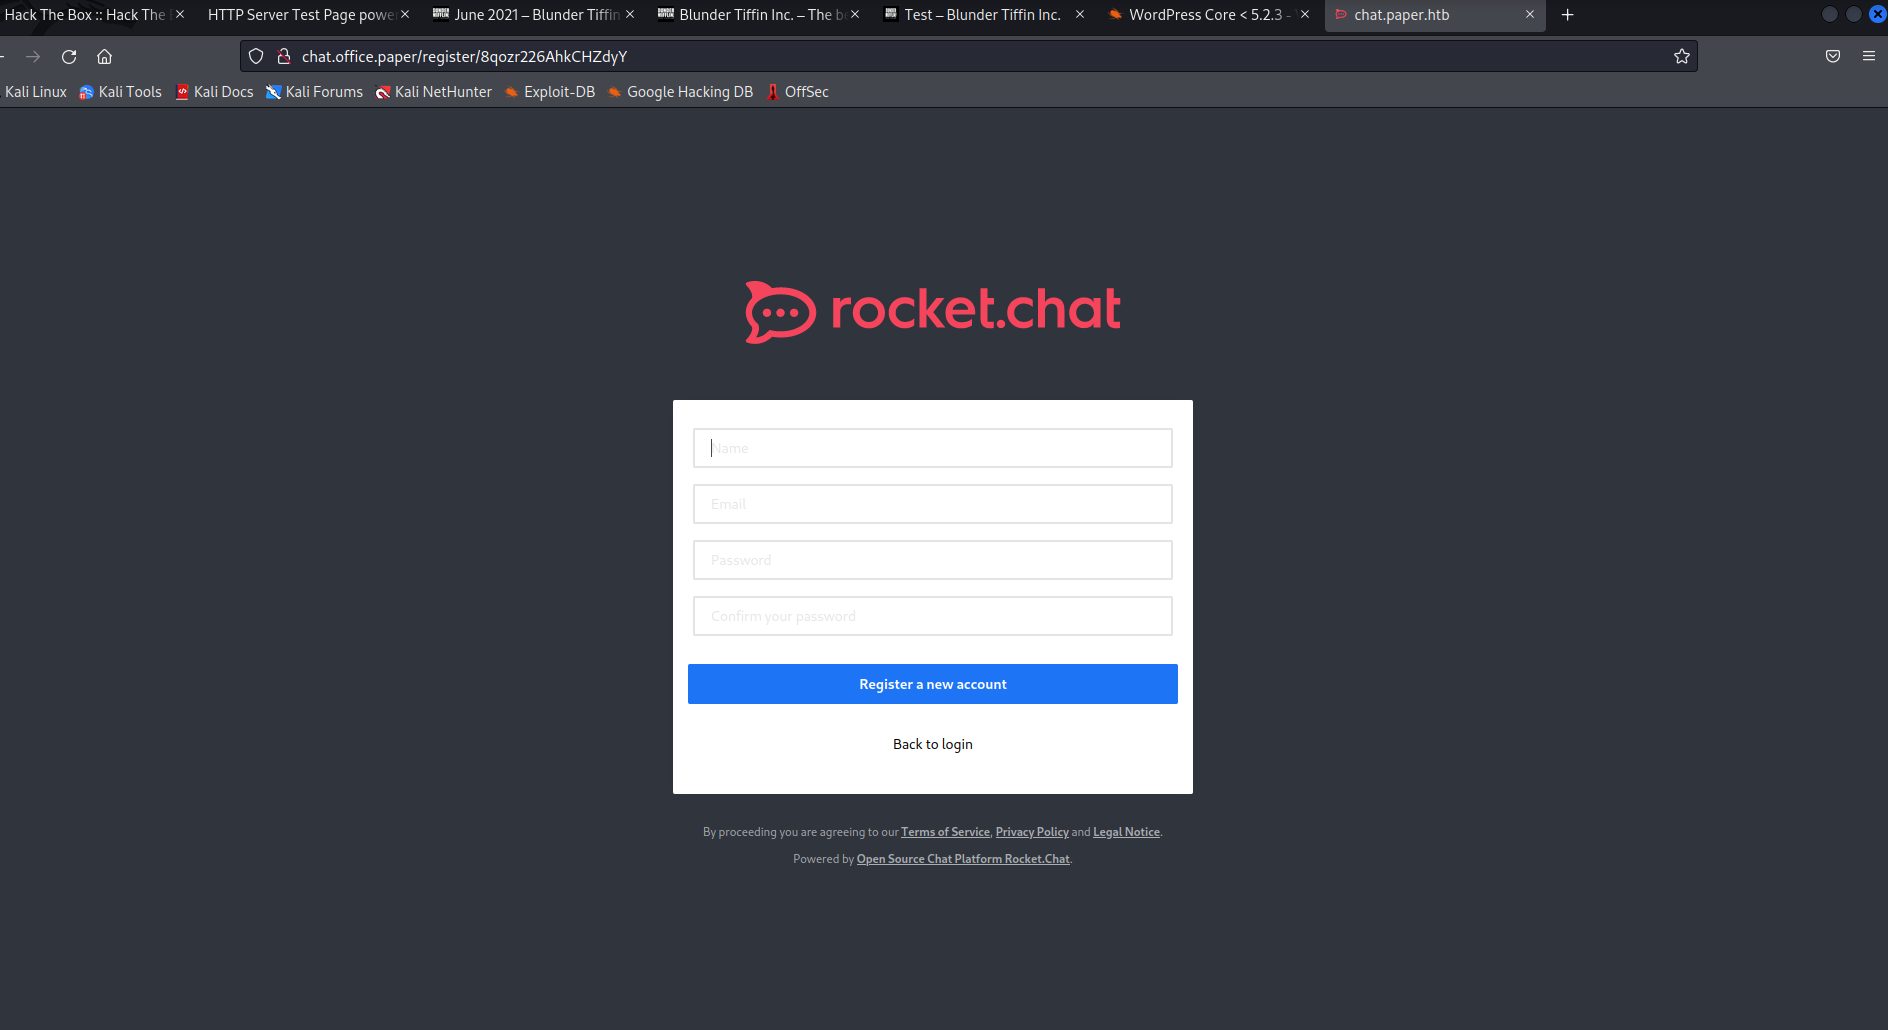 Hack The Box :: Hack The HTTP Server Test Page power June 2021 – Blunder Tiffin Blunder Tiffin Inc. – The b Test – Blunder Tiffin Inc. WordPress Core < 5.2.3 - chat.paper.htb
chat.office.paper/register/8qozr226AhkCHZdyY
Kali Linux Kali Tools Kali Docs Kali Forums Kali NetHunter Exploit-DB Google Hacking DB OffSec
rocket.chat
Name
Email
Password
Confirm your password
Register a new account
Back to login
By proceeding you are agreeing to our Terms of Service, Privacy Policy and Legal Notice.
Powered by Open Source Chat Platform Rocket.Chat.